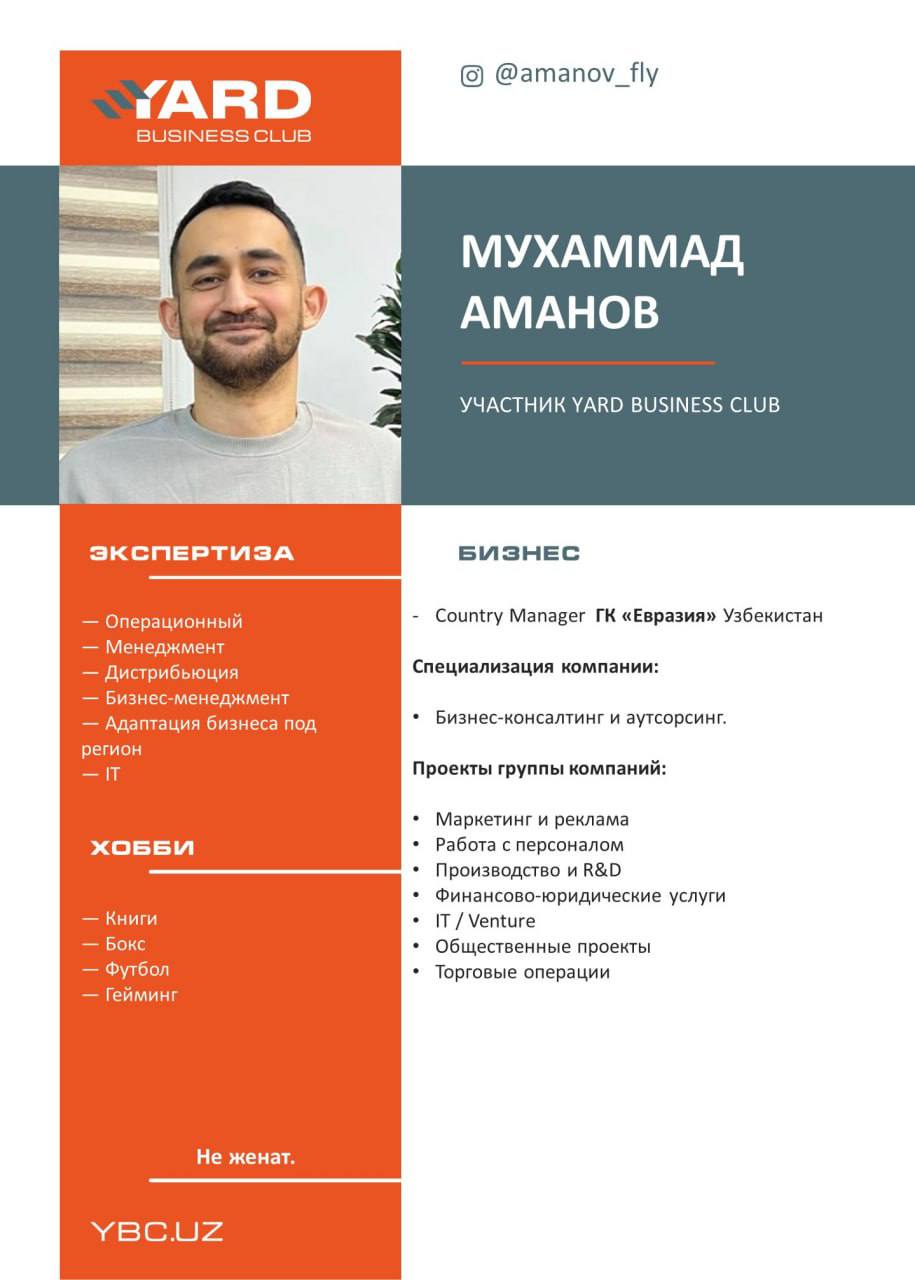 YARD
BUSINESS CLUB
@amanov_fly
МУХАММАД
АМАНОВ
УЧАСТНИК YARD BUSINESS CLUB
ЭКСПЕРТИЗА
— Операционный
— Менеджмент
— Дистрибьюция
— Бизнес-менеджмент
— Адаптация бизнеса под
регион
— IT
ХОББИ
— Книги
— Бокс
— Футбол
— Гейминг
Не женат.
YBC.UZ
БИЗНЕС
- Country Manager ГК «Евразия» Узбекистан
Специализация компании:
• Бизнес-консалтинг и аутсорсинг.
Проекты группы компаний:
• Маркетинг и реклама
• Работа с персоналом
• Производство и R&D
• Финансово-юридические услуги
• IT / Venture
• Общественные проекты
• Торговые операции